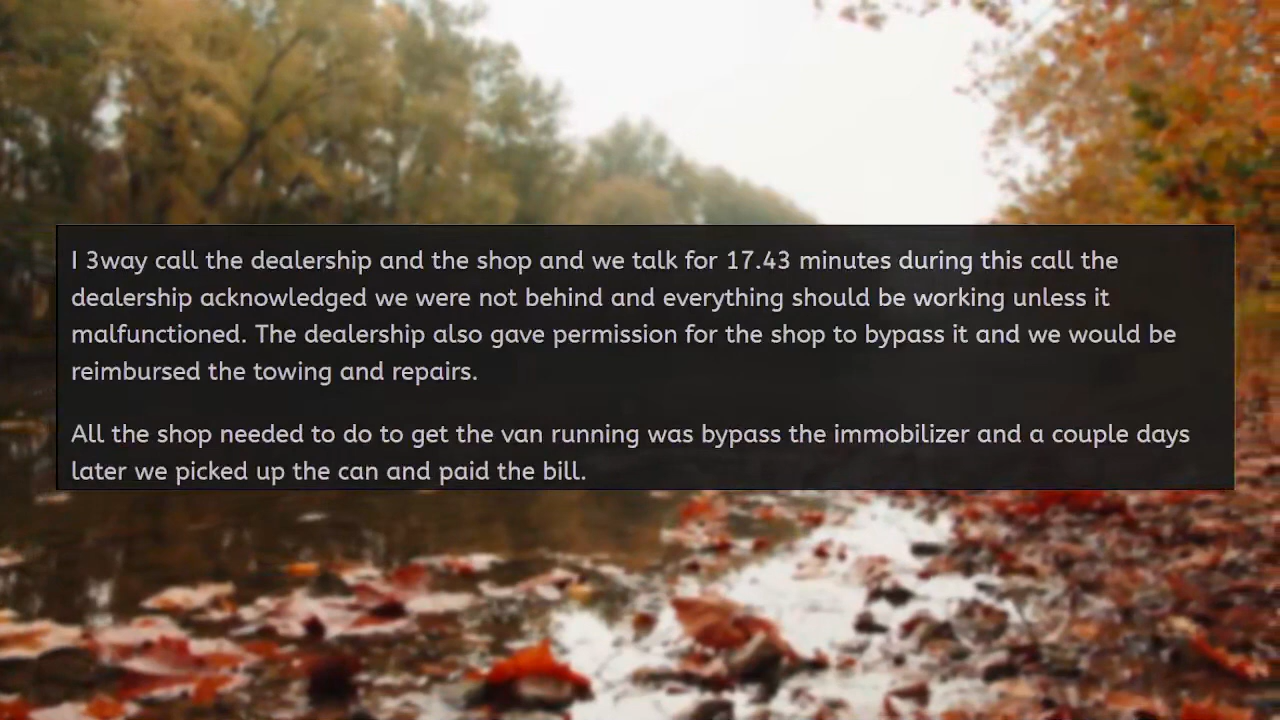 I 3way call the dealership and the shop and we talk for 17.43 minutes during this call the
dealership acknowledged we were not behind and everything should be working unless it
malfunctioned. The dealership also gave permission for the shop to bypass it and we would be
reimbursed the towing and repairs.
All the shop needed to do to get the van running was bypass the immobilizer and a couple days
later we picked up the can and paid the bill.